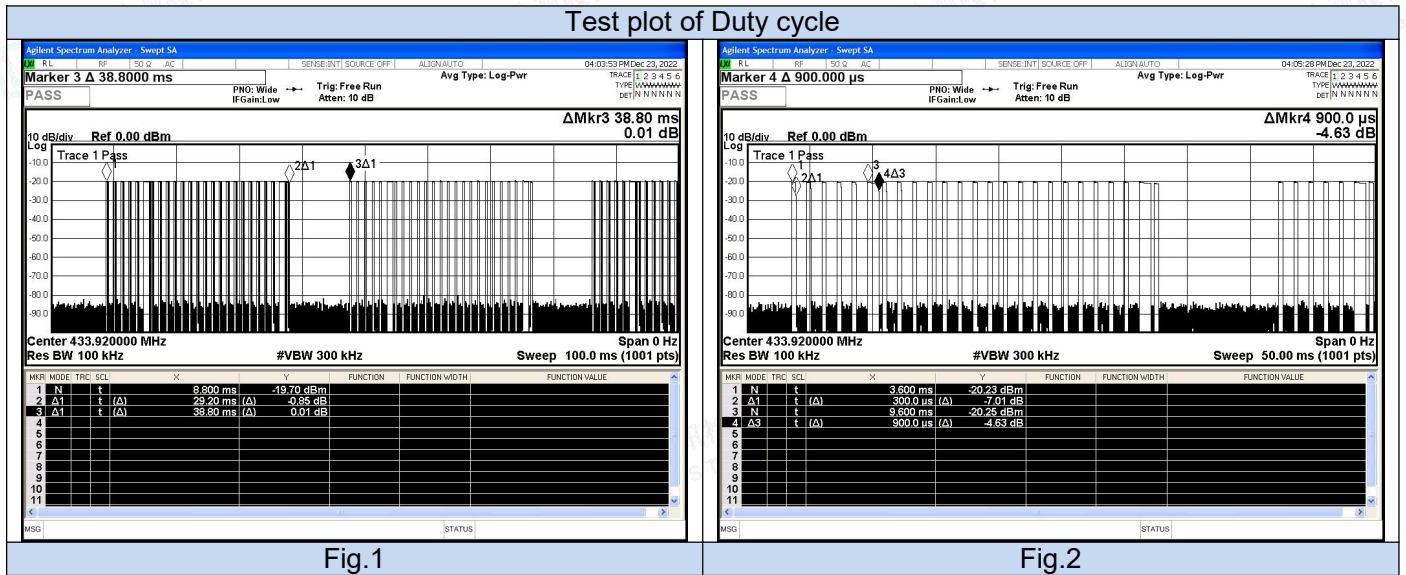 Test plot of Duty cycle
Agilent Spectrum Analyzer - Swept SA
RL RF 50 Ω AC SENSE:INT SOURCE OFF ALIGN AUTO 04:03:53 PM Dec 23, 2022
Marker 3 Δ 38.8000 ms
PASS
PNO: Wide
IFGain:Low
Trig: Free Run
Atten: 10 dB
Avg Type: Log-Pwr
TRACE 1 2 3 4 5 6
TYPE WWWWWW
DET N N N N N N
ΔMkr3 38.80 ms
0.01 dB
10 dB/div Ref 0.00 dBm
Log
Trace 1 Pass
1
2Δ1
3Δ1
-10.0
-20.0
-30.0
-40.0
-50.0
-60.0
-70.0
-80.0
-90.0
Center 433.920000 MHz Span 0 Hz
Res BW 100 kHz #VBW 300 kHz Sweep 100.0 ms (1001 pts)
MKR MODE TRC SCL X Y FUNCTION FUNCTION WIDTH FUNCTION VALUE
1 N t 8.800 ms -19.70 dBm
2 Δ1 t (Δ) 29.20 ms (Δ) -0.85 dB
3 Δ1 t (Δ) 38.80 ms (Δ) 0.01 dB
4
5
6
7
8
9
10
11
MSG STATUS
Fig.1
Agilent Spectrum Analyzer - Swept SA
RL RF 50 Ω AC SENSE:INT SOURCE OFF ALIGN AUTO 04:05:28 PM Dec 23, 2022
Marker 4 Δ 900.000 µs
PASS
PNO: Wide
IFGain:Low
Trig: Free Run
Atten: 10 dB
Avg Type: Log-Pwr
TRACE 1 2 3 4 5 6
TYPE WWWWWW
DET N N N N N N
ΔMkr4 900.0 µs
-4.63 dB
10 dB/div Ref 0.00 dBm
Log
Trace 1 Pass
1
2Δ1
3
4Δ3
-10.0
-20.0
-30.0
-40.0
-50.0
-60.0
-70.0
-80.0
-90.0
Center 433.920000 MHz Span 0 Hz
Res BW 100 kHz #VBW 300 kHz Sweep 50.00 ms (1001 pts)
MKR MODE TRC SCL X Y FUNCTION FUNCTION WIDTH FUNCTION VALUE
1 N t 3.600 ms -20.23 dBm
2 Δ1 t (Δ) 300.0 µs (Δ) -7.01 dB
3 N t 9.600 ms -20.25 dBm
4 Δ3 t (Δ) 900.0 µs (Δ) -4.63 dB
5
6
7
8
9
10
11
MSG STATUS
Fig.2